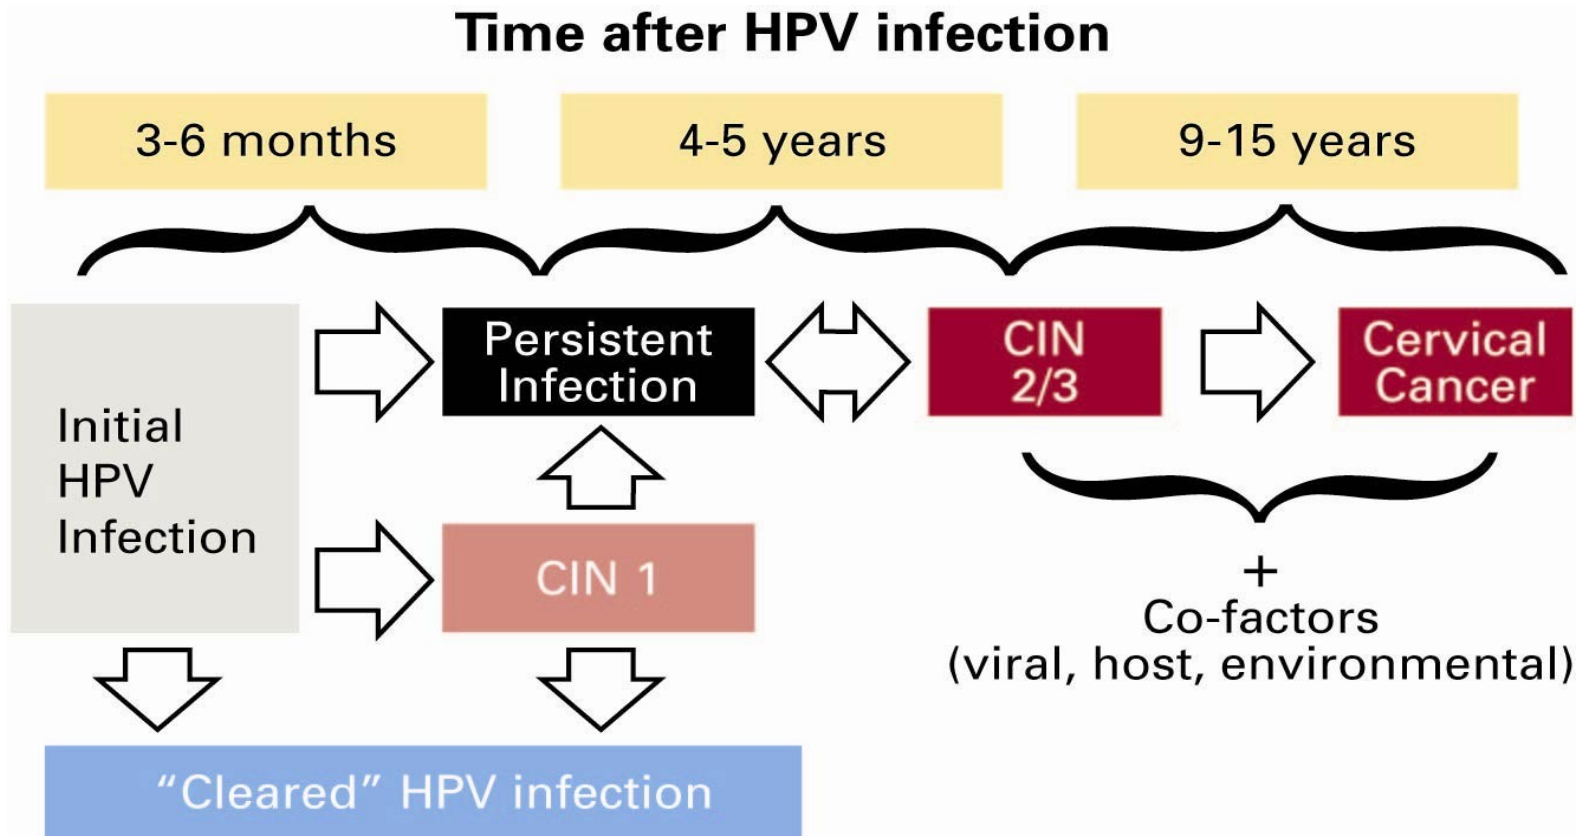 Time after HPV infection
3-6 months
4-5 years
9-15 years
Initial
HPV
Infection
Persistent
Infection
CIN
2/3
Cervical
Cancer
CIN 1
+
Co-factors
(viral, host, environmental)
“Cleared” HPV infection